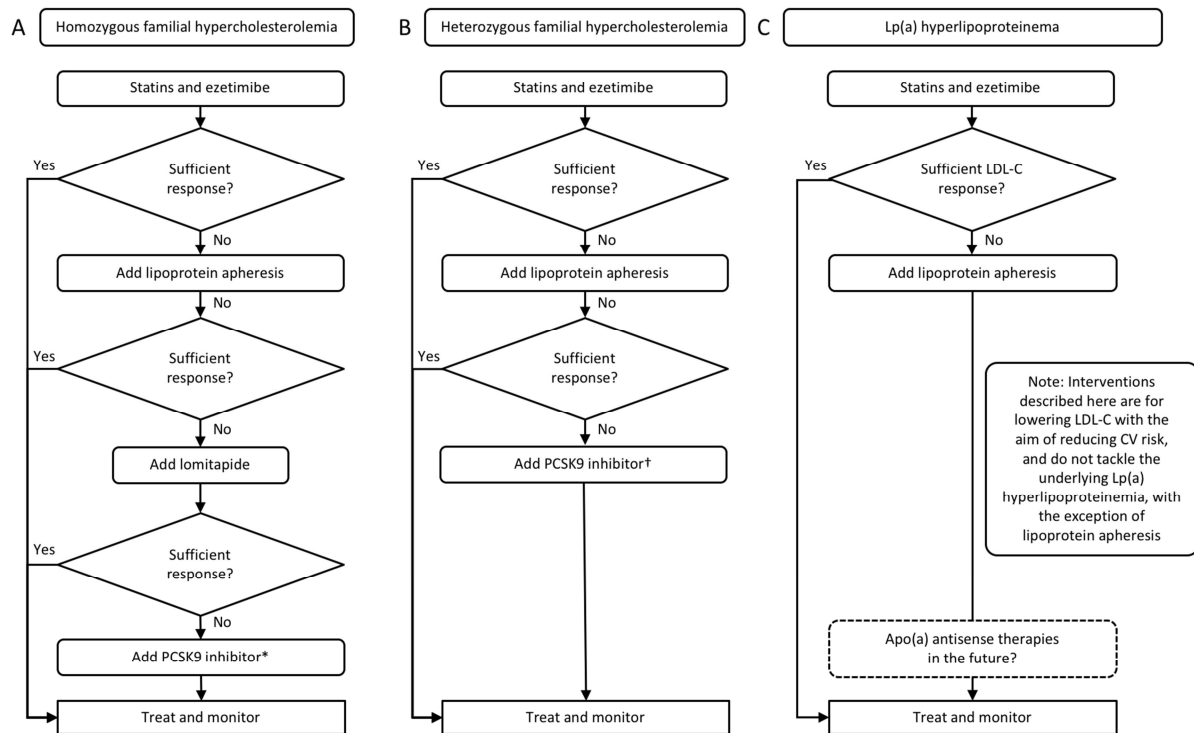 A
Homozygous familial hypercholesterolemia
Statins and ezetimibe
Yes
Sufficient
response?
No
Add lipoprotein apheresis
No
Yes
Sufficient
response?
No
Add lomitapide
Yes
Sufficient
response?
No
Add PCSK9 inhibitor*
Treat and monitor
B
Heterozygous familial hypercholesterolemia
Statins and ezetimibe
Yes
Sufficient
response?
No
Add lipoprotein apheresis
No
Yes
Sufficient
response?
No
Add PCSK9 inhibitor†
Treat and monitor
C
Lp(a) hyperlipoproteinema
Statins and ezetimibe
Yes
Sufficient LDL-C
response?
No
Add lipoprotein apheresis
Note: Interventions
described here are for
lowering LDL-C with the
aim of reducing CV risk,
and do not tackle the
underlying Lp(a)
hyperlipoproteinemia, with
the exception of
lipoprotein apheresis
Apo(a) antisense therapies
in the future?
Treat and monitor